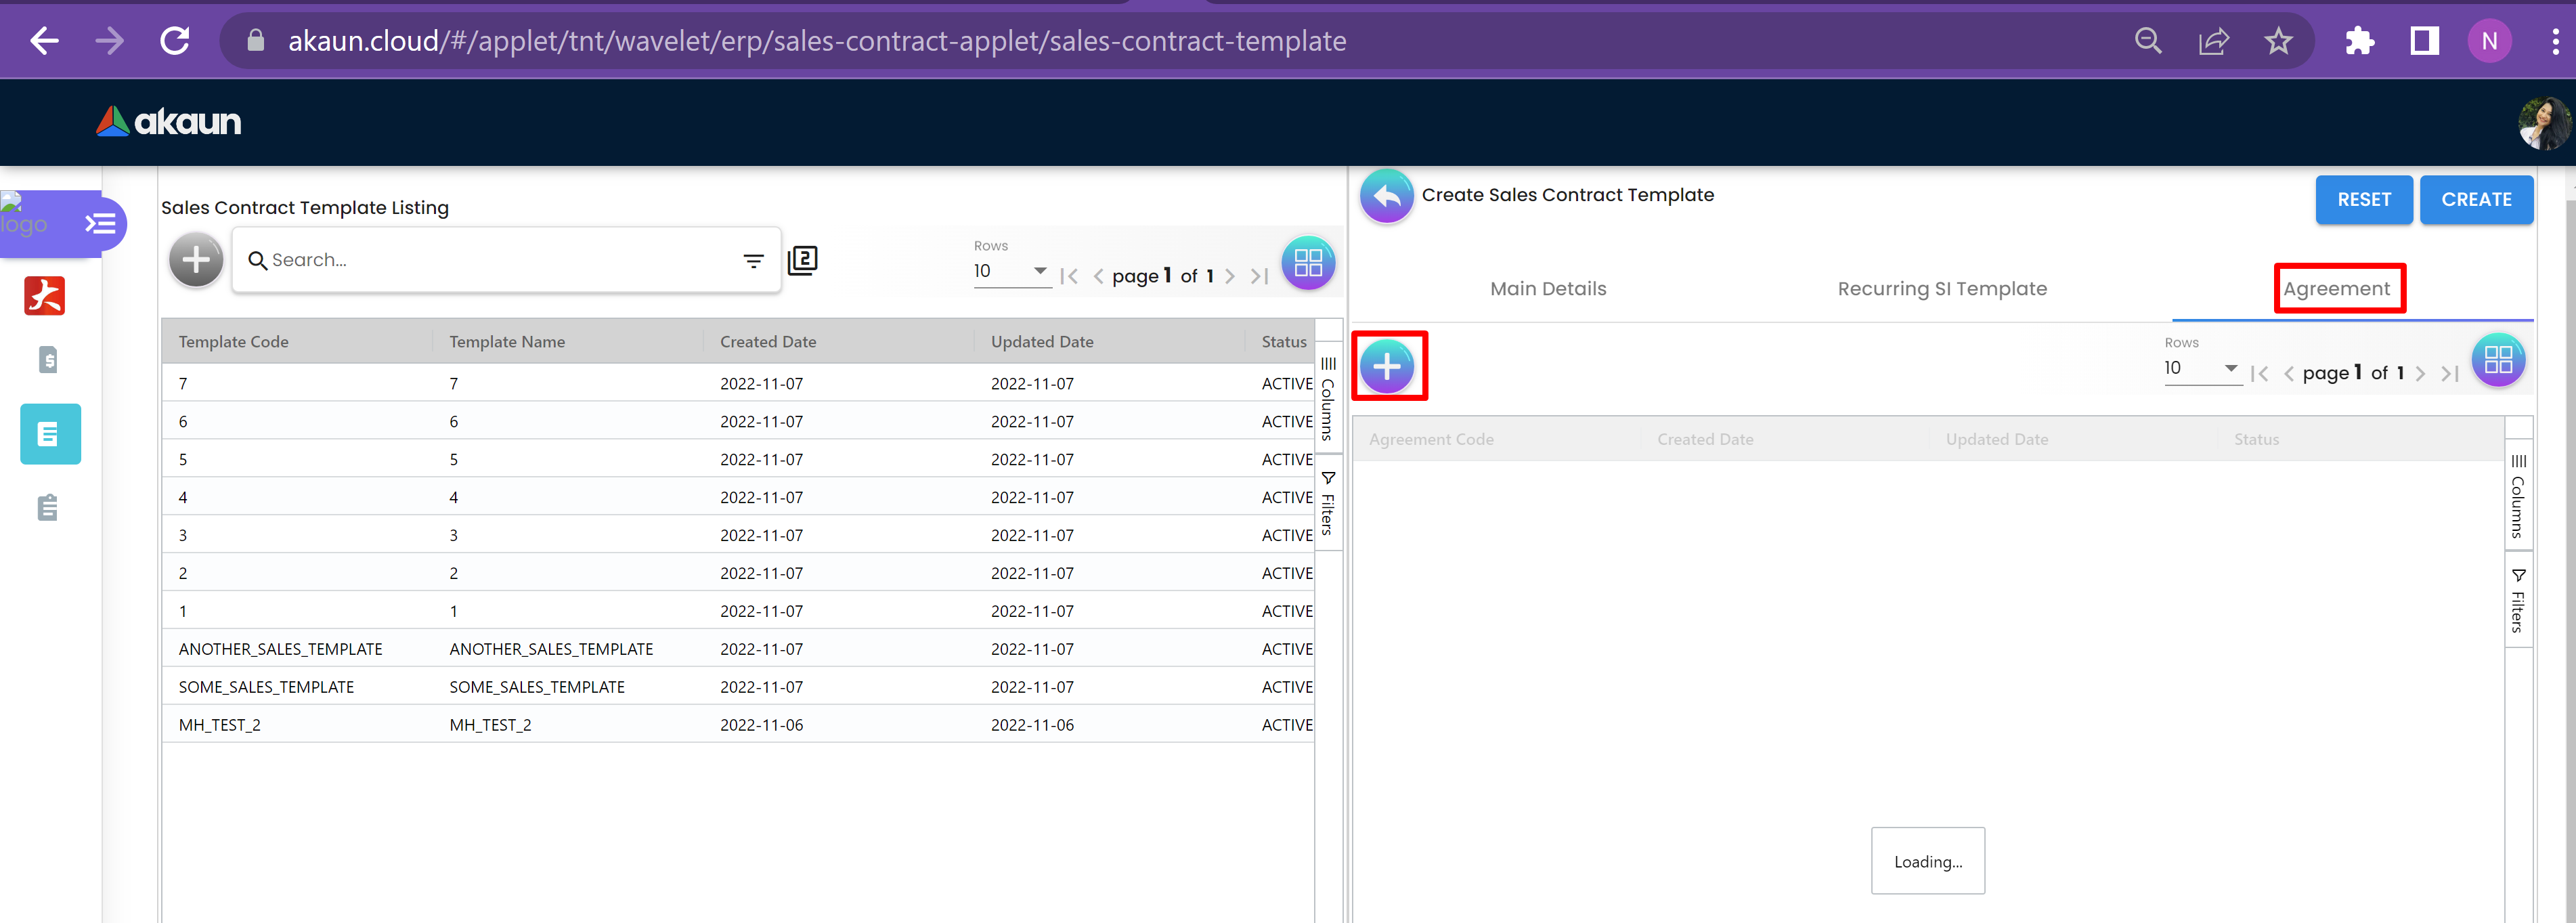 akaun.cloud/#/applet/tnt/wavelet/erp/sales-contract-applet/sales-contract-template
N
akaun
logo
Sales Contract Template Listing
Search...
2
Rows
10
page 1 of 1
Template Code Template Name Created Date Updated Date Status
7 7 2022-11-07 2022-11-07 ACTIVE
6 6 2022-11-07 2022-11-07 ACTIVE
5 5 2022-11-07 2022-11-07 ACTIVE
4 4 2022-11-07 2022-11-07 ACTIVE
3 3 2022-11-07 2022-11-07 ACTIVE
2 2 2022-11-07 2022-11-07 ACTIVE
1 1 2022-11-07 2022-11-07 ACTIVE
ANOTHER_SALES_TEMPLATE ANOTHER_SALES_TEMPLATE 2022-11-07 2022-11-07 ACTIVE
SOME_SALES_TEMPLATE SOME_SALES_TEMPLATE 2022-11-07 2022-11-07 ACTIVE
MH_TEST_2 MH_TEST_2 2022-11-06 2022-11-06 ACTIVE
Columns
Filters
Create Sales Contract Template
RESET CREATE
Main Details Recurring SI Template Agreement
Rows
10
page 1 of 1
Agreement Code Created Date Updated Date Status
Loading...
Columns
Filters